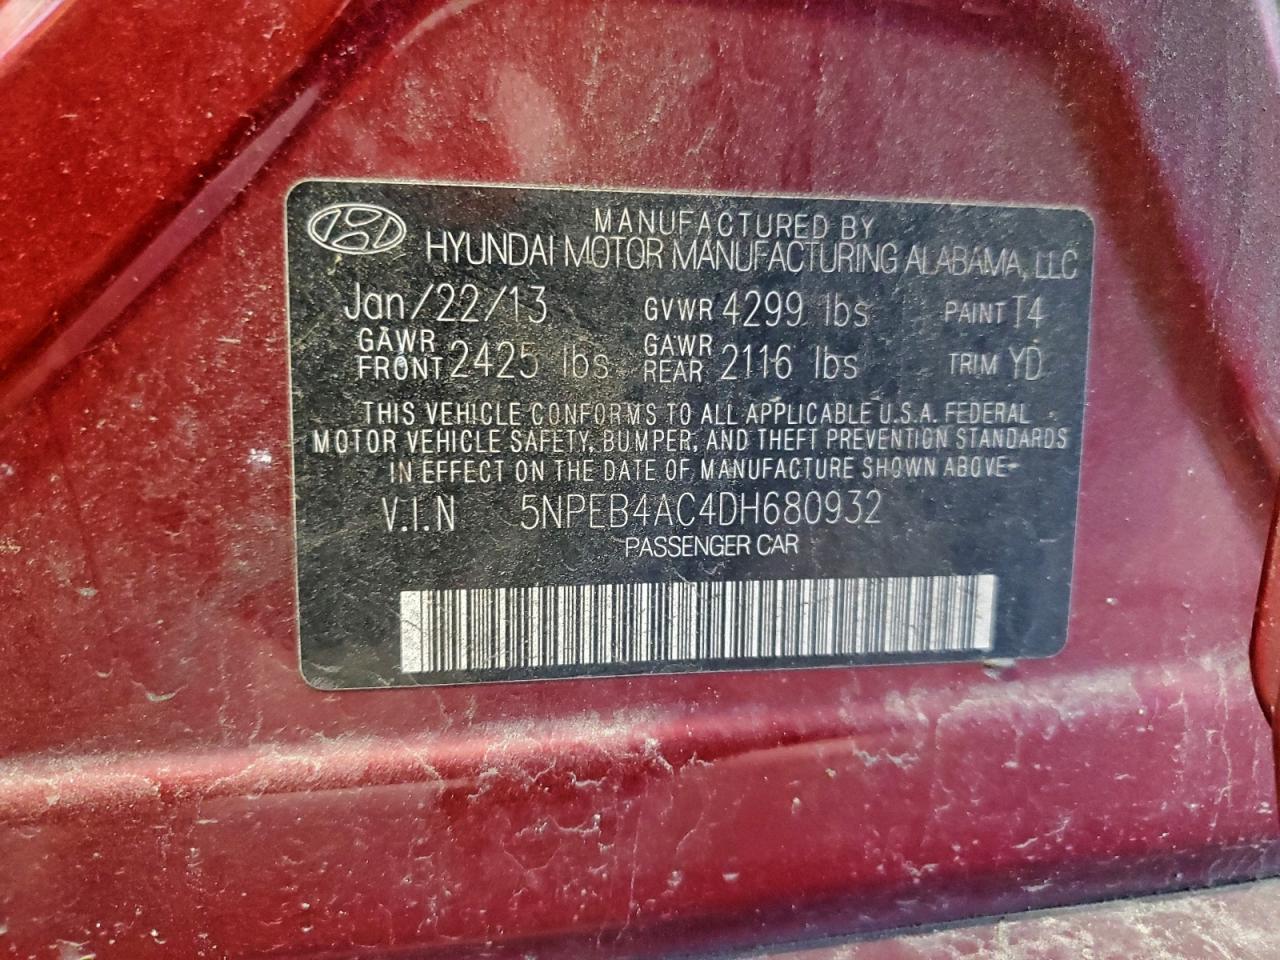 MANUFACTURED BY
HYUNDAI MOTOR MANUFACTURING ALABAMA, LLC
Jan/22/13 GVWR 4299 lbs PAINT T4
GAWR FRONT 2425 lbs GAWR REAR 2116 lbs TRIM YD
THIS VEHICLE CONFORMS TO ALL APPLICABLE U.S.A. FEDERAL
MOTOR VEHICLE SAFETY, BUMPER, AND THEFT PREVENTION STANDARDS
IN EFFECT ON THE DATE OF MANUFACTURE SHOWN ABOVE
V.I.N 5NPEB4AC4DH680932
PASSENGER CAR